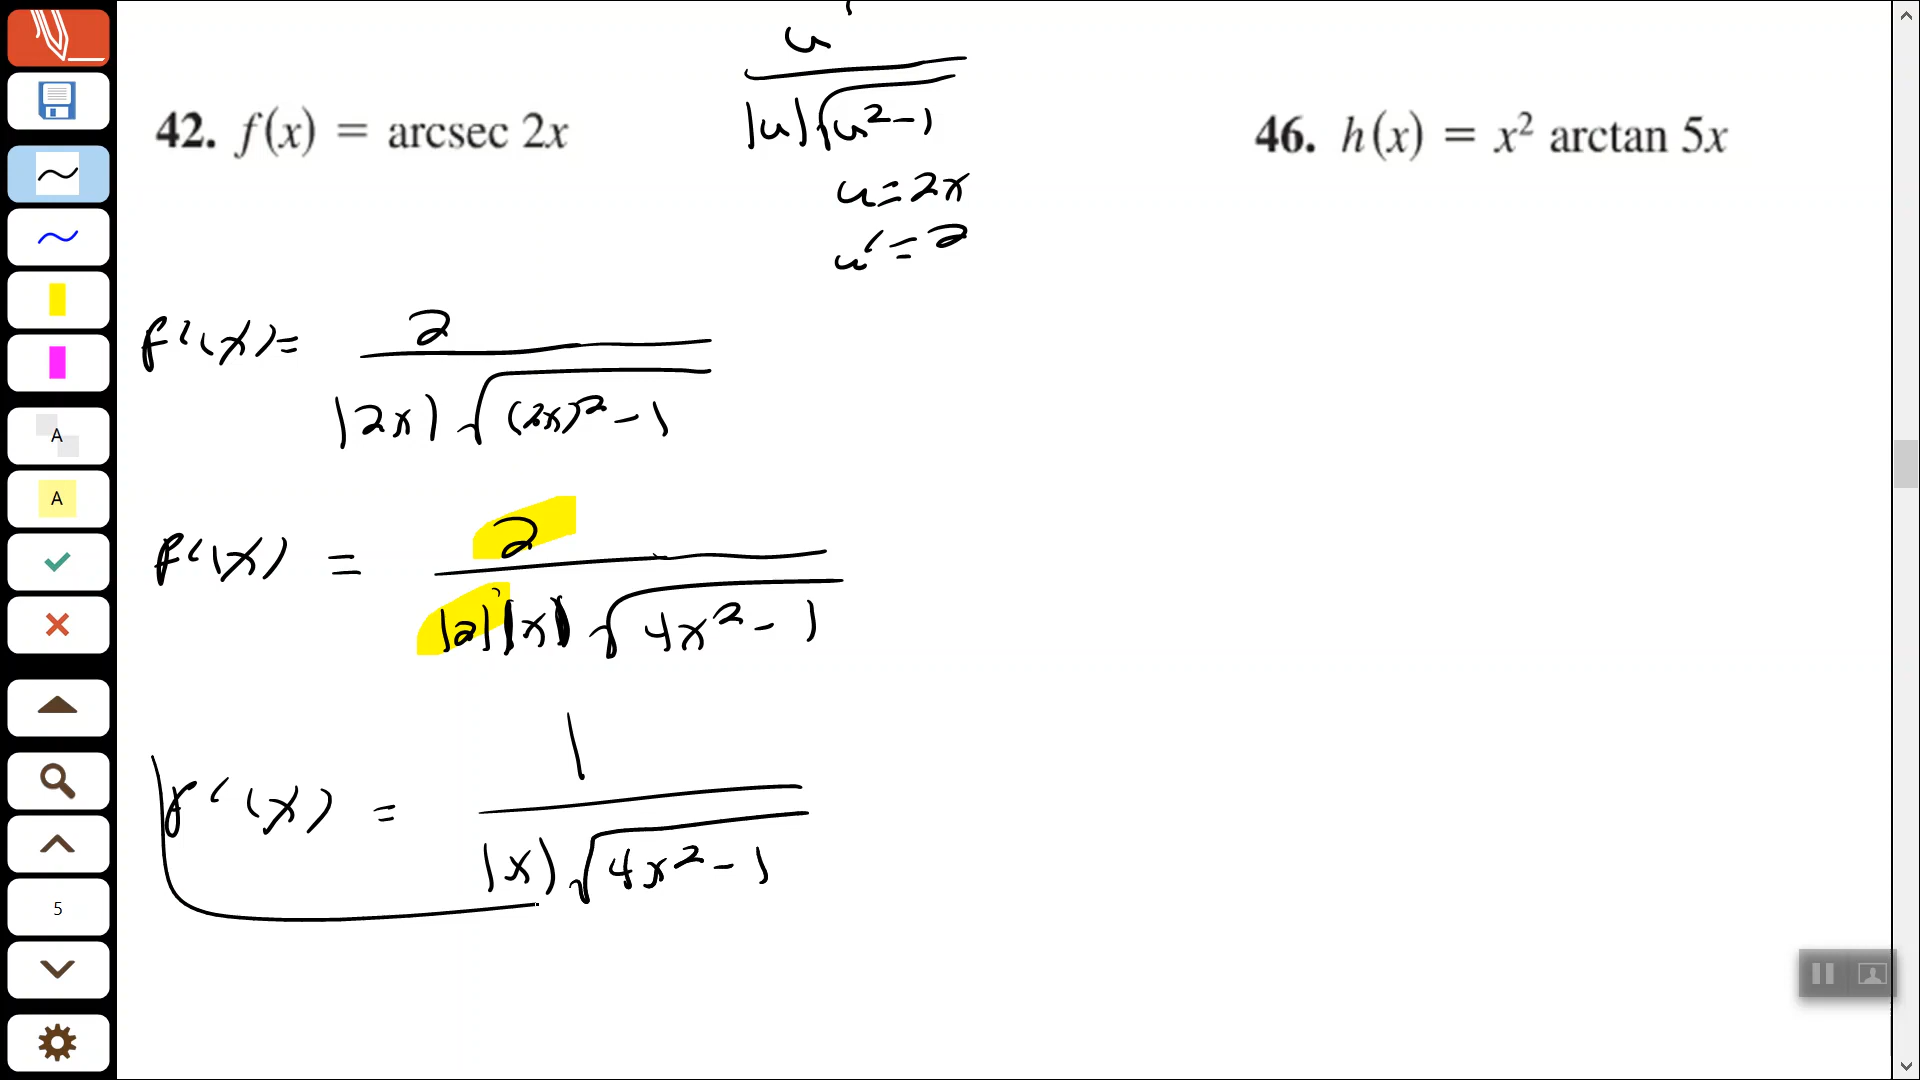 42. f(x) = arcsec 2x
u'
|u|√u²-1
u = 2x
u' = 2
f'(x) = 2
|2x| √(2x)² - 1
f'(x) = 2
|2||x| √4x² - 1
f'(x) = 1
|x| √4x² - 1
46. h(x) = x² arctan 5x
A
A
5